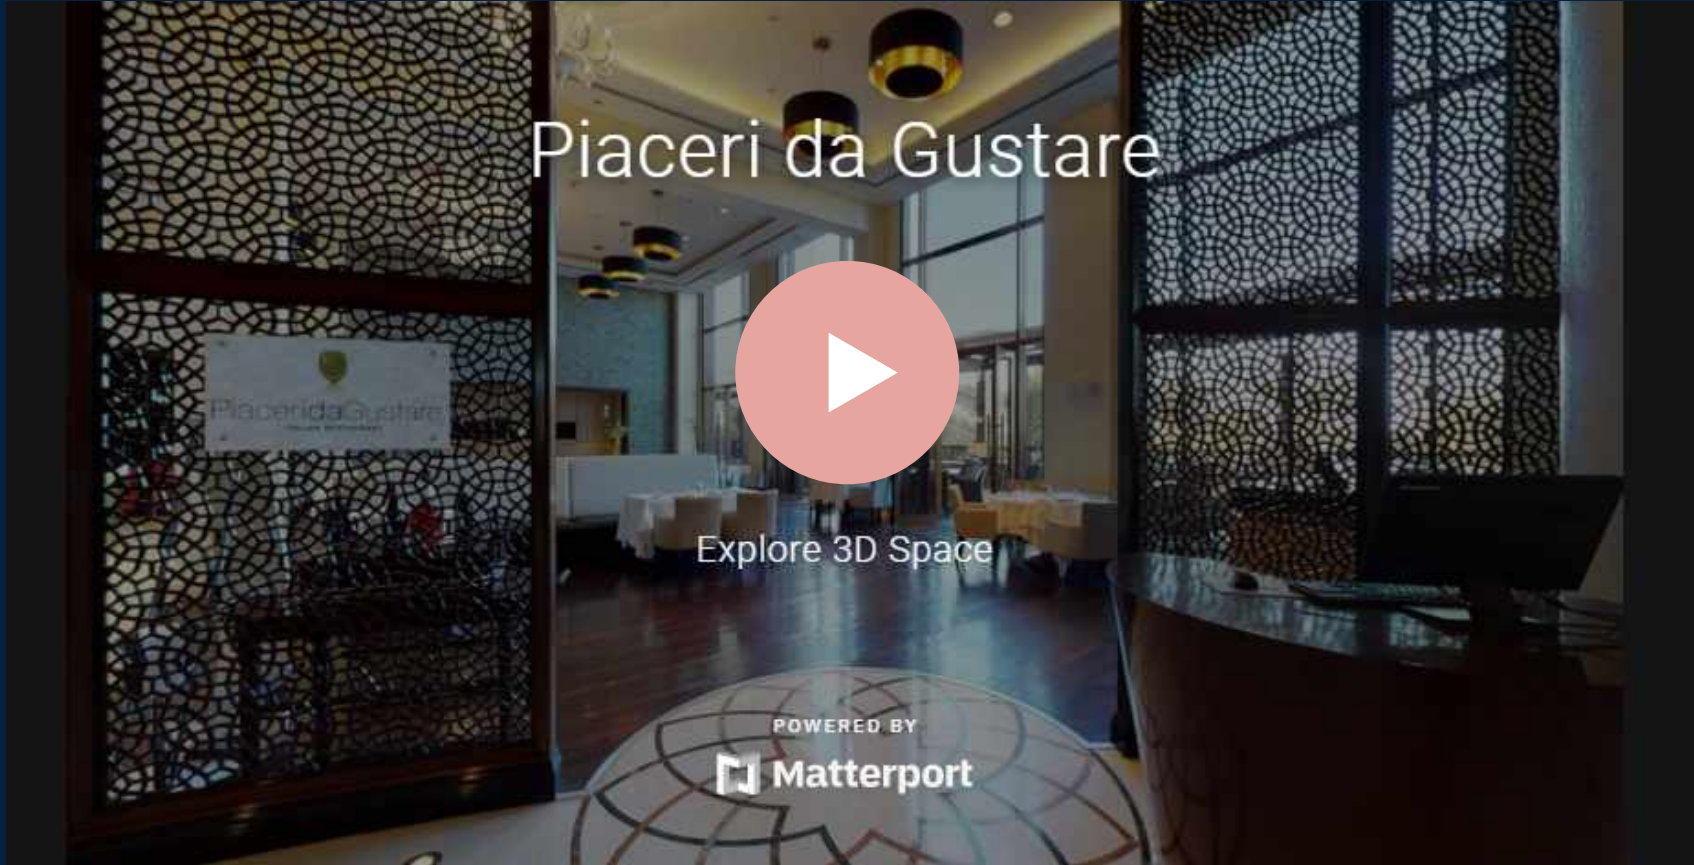 Piaceri da Gustare
PiaceridaGustare
Explore 3D Space
POWERED BY
Matterport